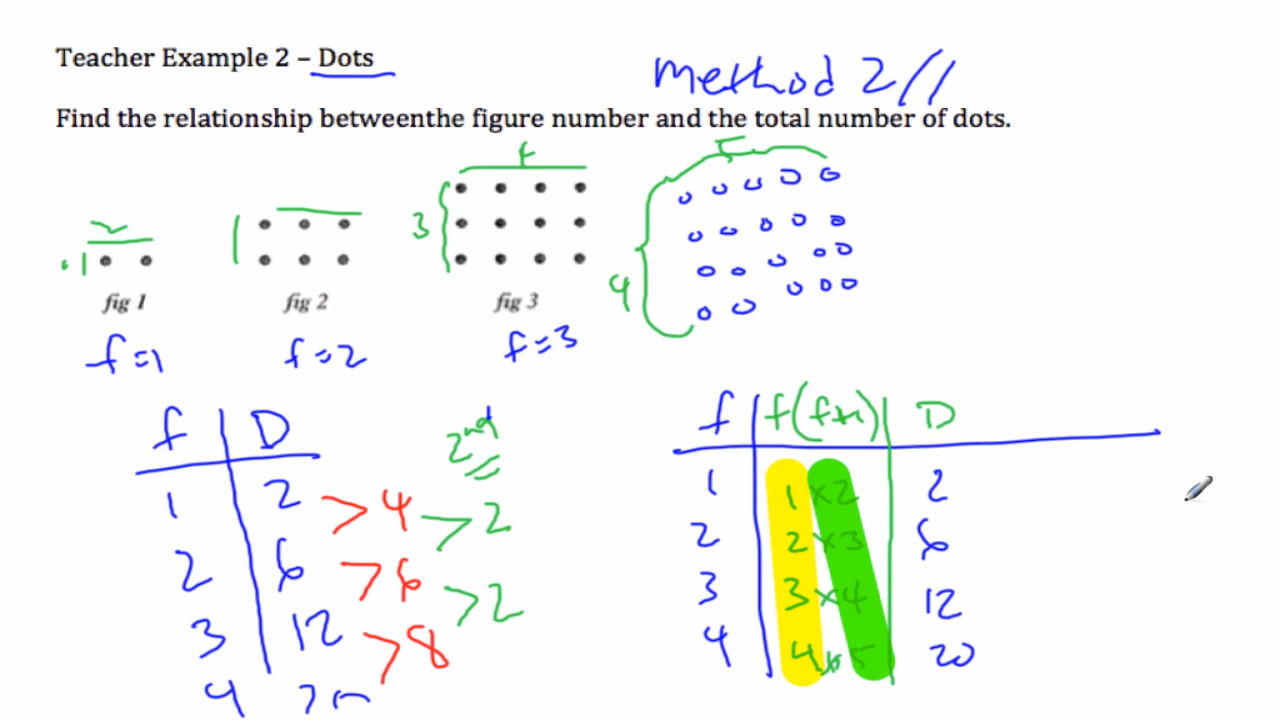 Teacher Example 2 – Dots
Method 2//
Find the relationship betweenthe figure number and the total number of dots.
2 1
3 4
4 5
fig 1 fig 2 fig 3
f=1 f=2 f=3
f D
1 2 >4
2 6 >6
3 12 >8
4 20
2nd
>2
>2
f f(f+1) D
1 1×2 2
2 2×3 6
3 3×4 12
4 4×5 20